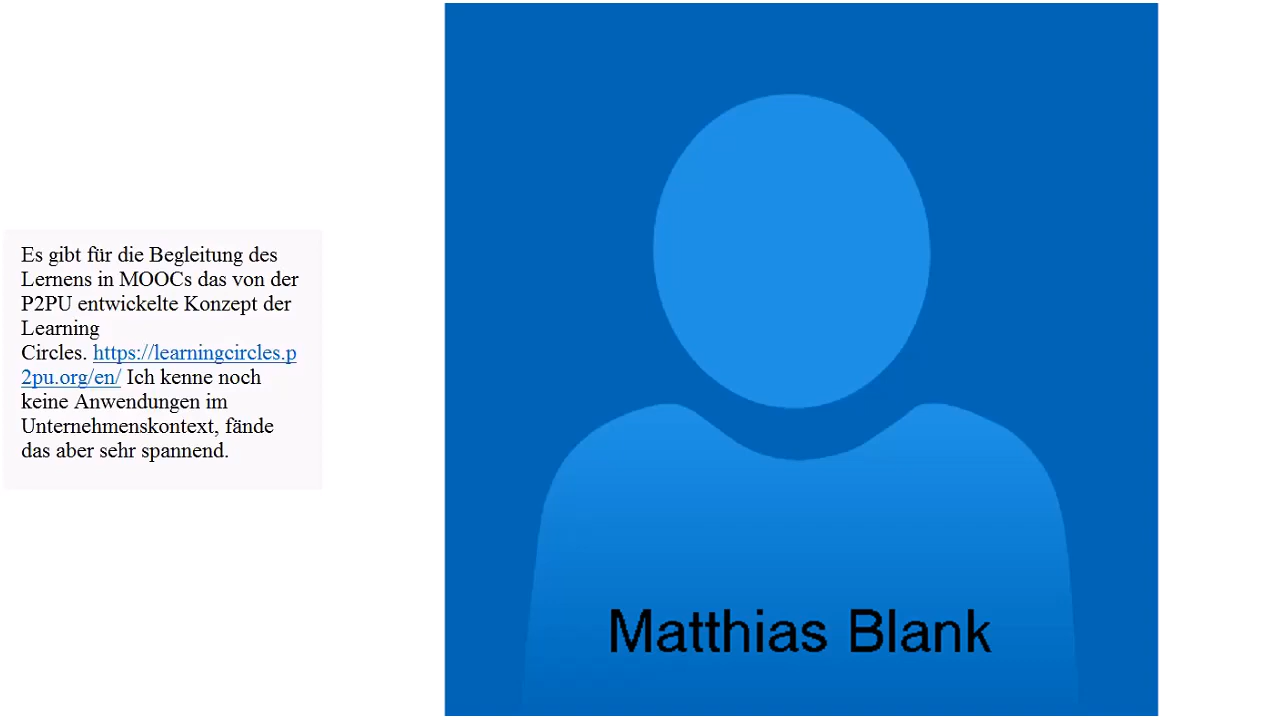 Es gibt für die Begleitung des
Lernens in MOOCs das von der
P2PU entwickelte Konzept der
Learning
Circles. https://learningcircles.p
2pu.org/en/ Ich kenne noch
keine Anwendungen im
Unternehmenskontext, fände
das aber sehr spannend.
Matthias Blank